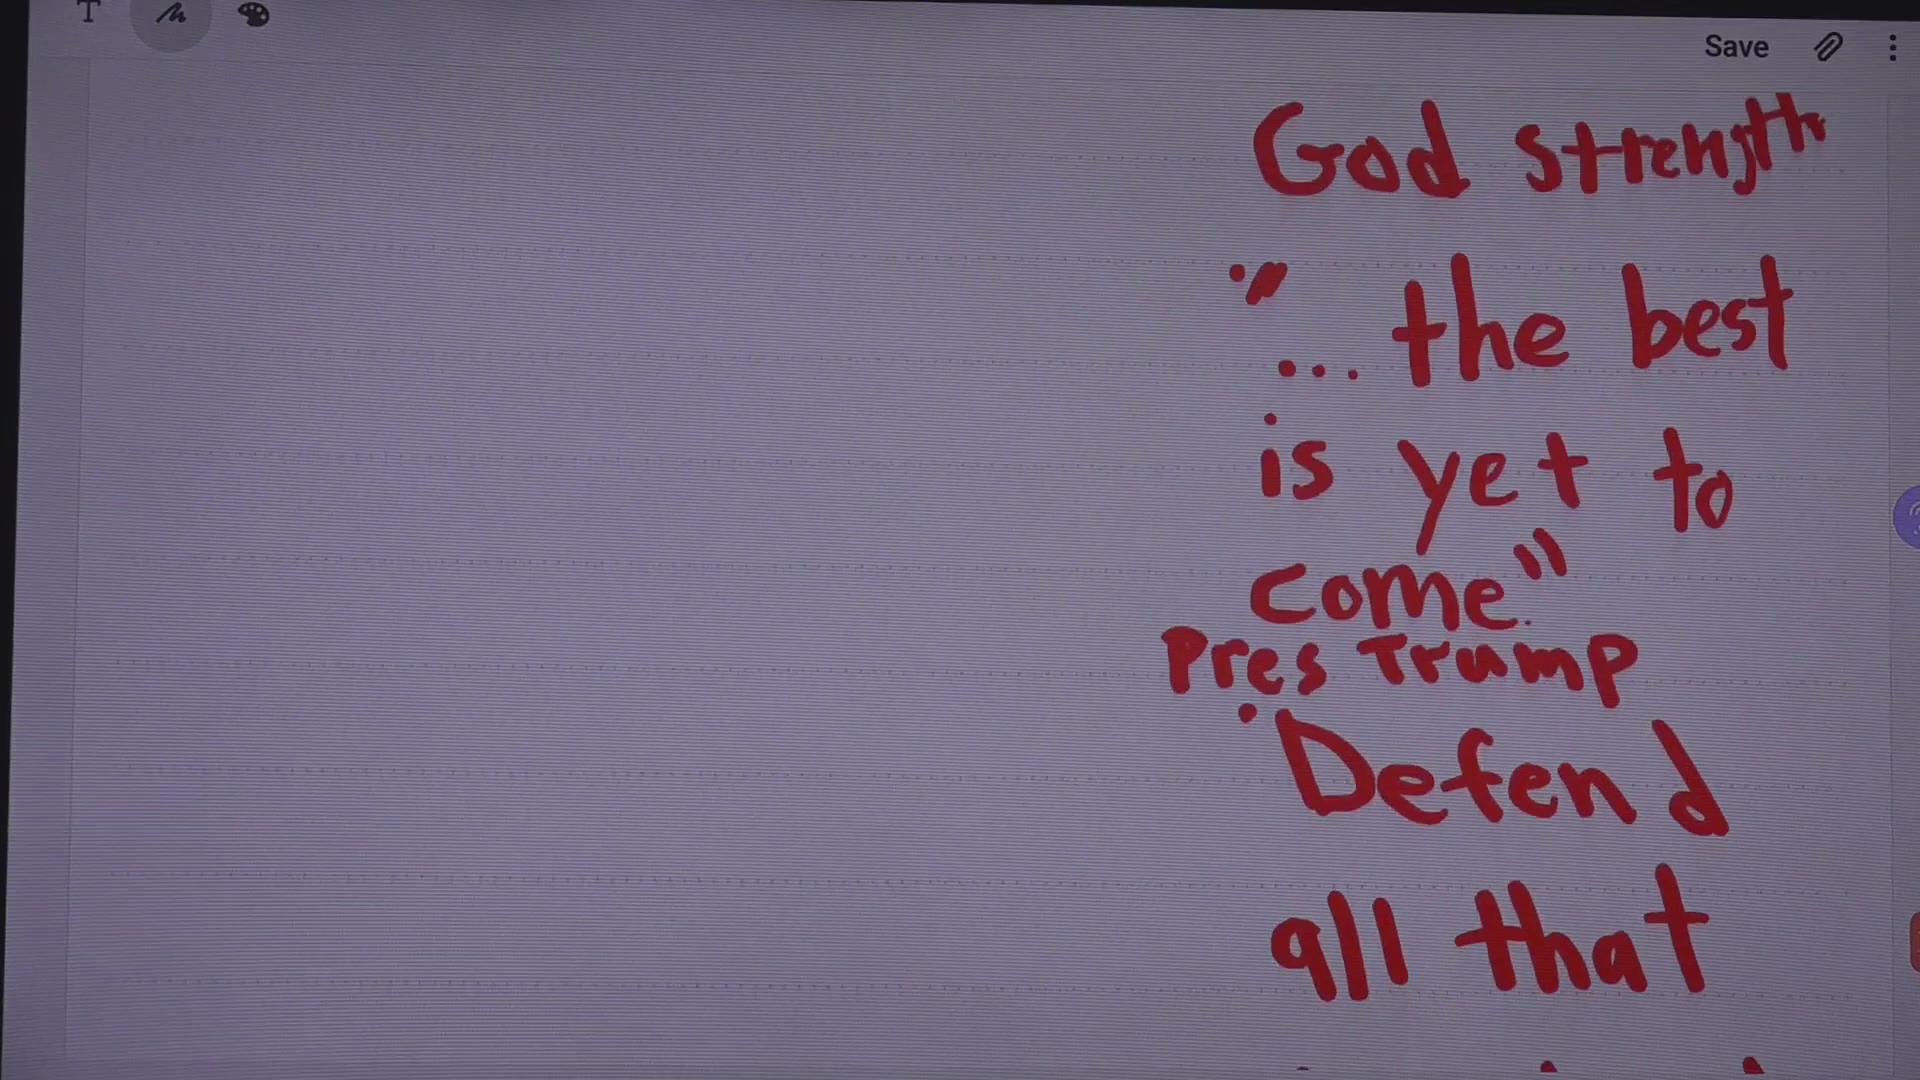 T
Save
God strength
"... the best
is yet to
come."
Pres Trump
Defend
all that